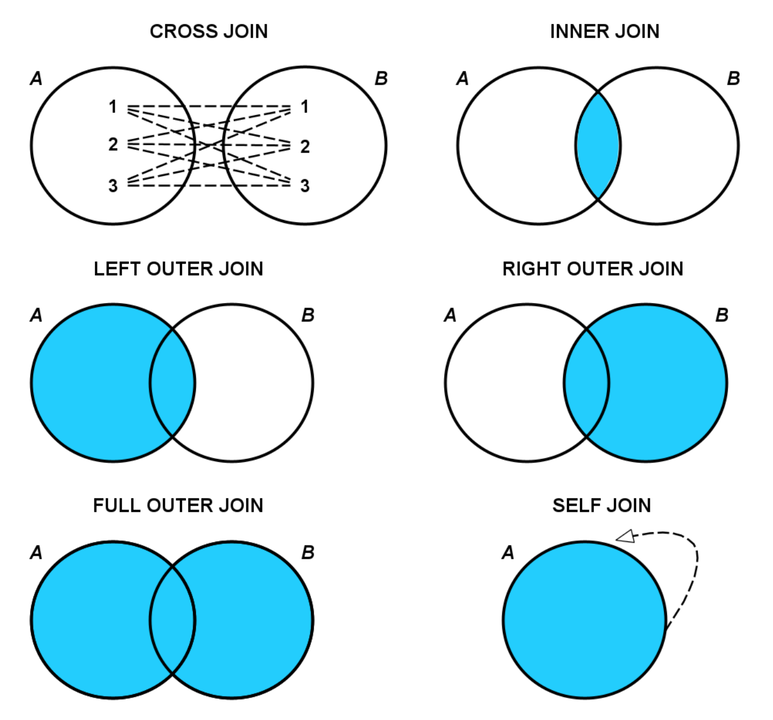 CROSS JOIN
A
B
1
1
2
2
3
3
INNER JOIN
A
B
LEFT OUTER JOIN
A
B
RIGHT OUTER JOIN
A
B
FULL OUTER JOIN
A
B
SELF JOIN
A